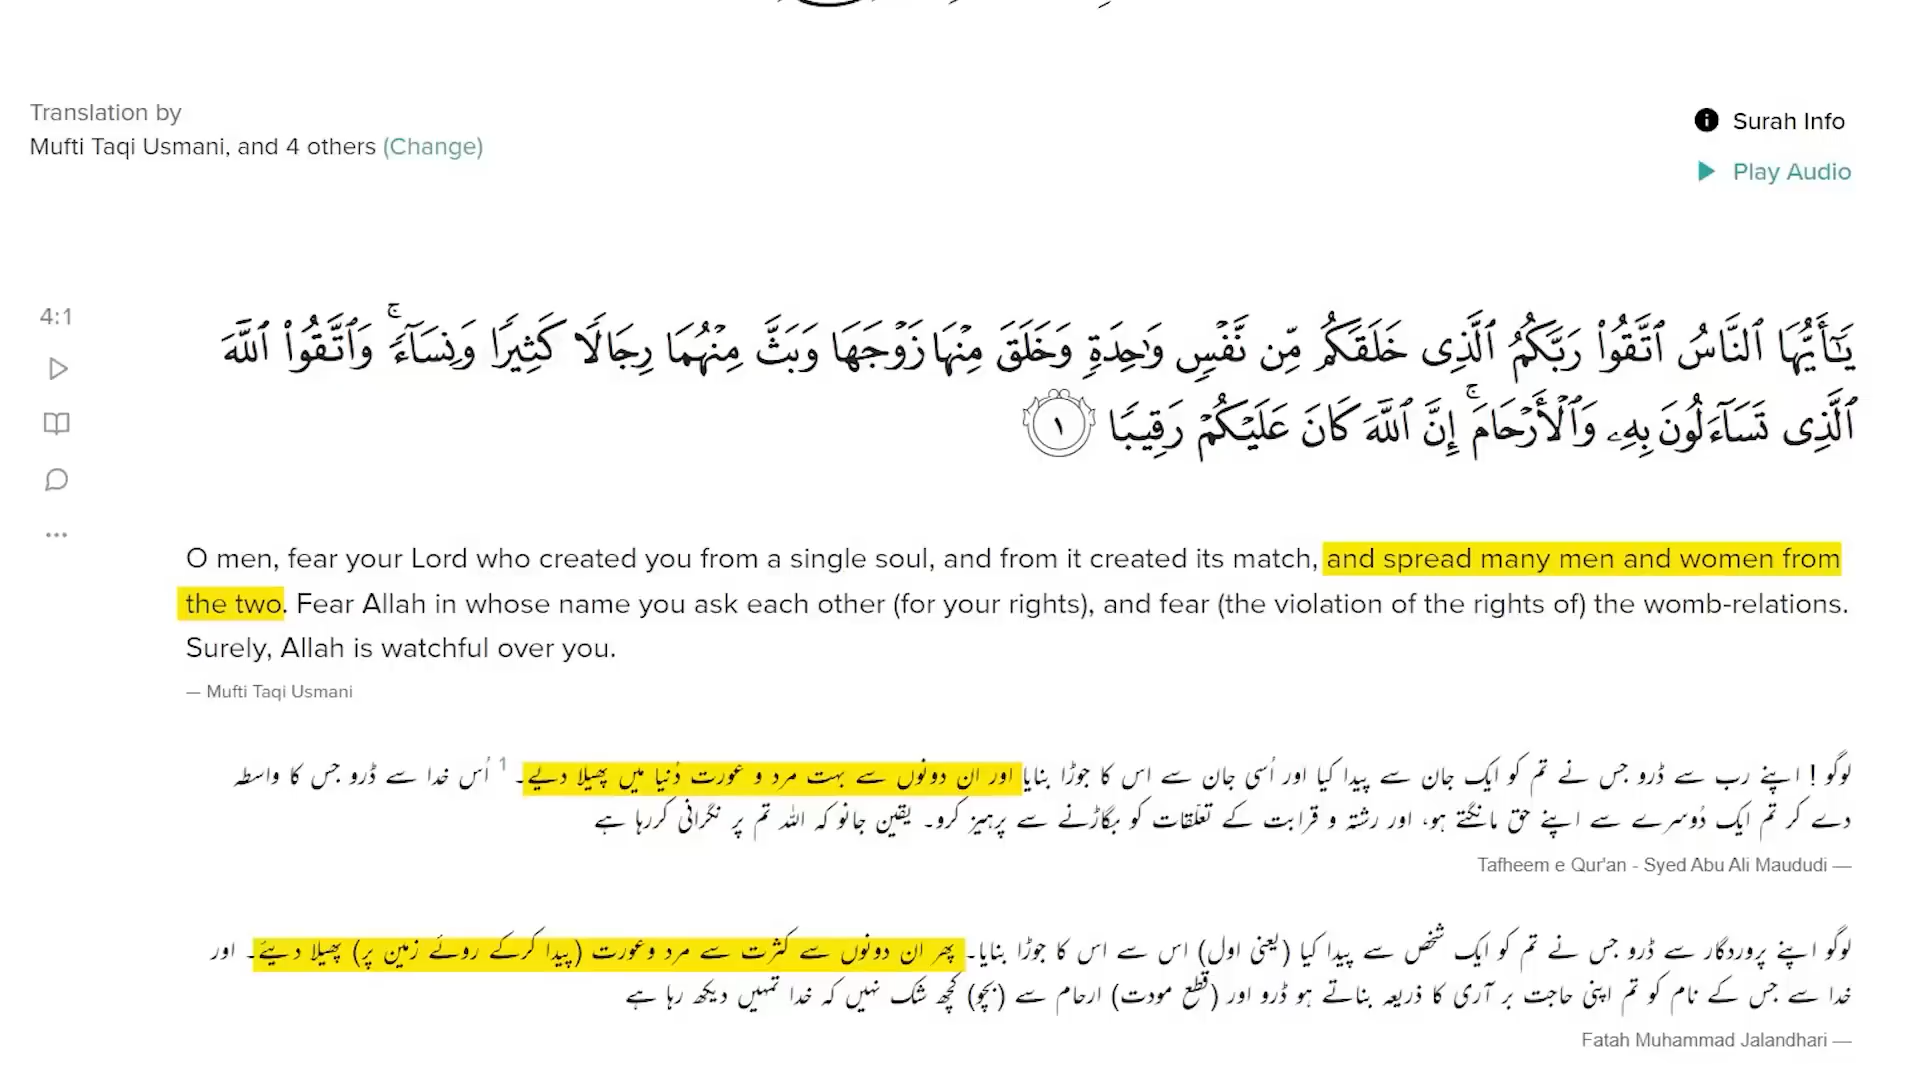 Translation by
Mufti Taqi Usmani, and 4 others (Change)
Surah Info
Play Audio
4:1
يَـٰٓأَيُّهَا ٱلنَّاسُ ٱتَّقُوا۟ رَبَّكُمُ ٱلَّذِى خَلَقَكُم مِّن نَّفْسٍ وَٰحِدَةٍ وَخَلَقَ مِنْهَا زَوْجَهَا وَبَثَّ مِنْهُمَا رِجَالًا كَثِيرًا وَنِسَآءً ۚ وَٱتَّقُوا۟ ٱللَّهَ
ٱلَّذِى تَسَآءَلُونَ بِهِۦ وَٱلْأَرْحَامَ ۚ إِنَّ ٱللَّهَ كَانَ عَلَيْكُمْ رَقِيبًا ١
O men, fear your Lord who created you from a single soul, and from it created its match, and spread many men and women from
the two. Fear Allah in whose name you ask each other (for your rights), and fear (the violation of the rights of) the womb-relations.
Surely, Allah is watchful over you.
— Mufti Taqi Usmani
لوگو ! اپنے رب سے ڈرو جس نے تم کو ایک جان سے پیدا کیا اور اُسی جان سے اس کا جوڑا بنایا اور ان دونوں سے بہت مرد و عورت دُنیا میں پھیلا دیے۔ 1 اُس خدا سے ڈرو جس کا واسطہ
دے کر تم ایک دُوسرے سے اپنے حق مانگتے ہو، اور رشتہ و قرابت کے تعلّقات کو بگاڑنے سے پرہیز کرو۔ یقین جانو کہ اللہ تم پر نگرانی کررہا ہے
Tafheem e Qur'an - Syed Abu Ali Maududi —
لوگو اپنے پروردگار سے ڈرو جس نے تم کو ایک شخص سے پیدا کیا (یعنی اول) اس سے اس کا جوڑا بنایا۔ پھر ان دونوں سے کثرت سے مرد وعورت (پیدا کرکے روئے زمین پر) پھیلا دیئے۔ اور
خدا سے جس کے نام کو تم اپنی حاجت بر آری کا ذریعہ بناتے ہو ڈرو اور (قطع مودت) ارحام سے (بچو) کچھ شک نہیں کہ خدا تمہیں دیکھ رہا ہے
Fatah Muhammad Jalandhari —